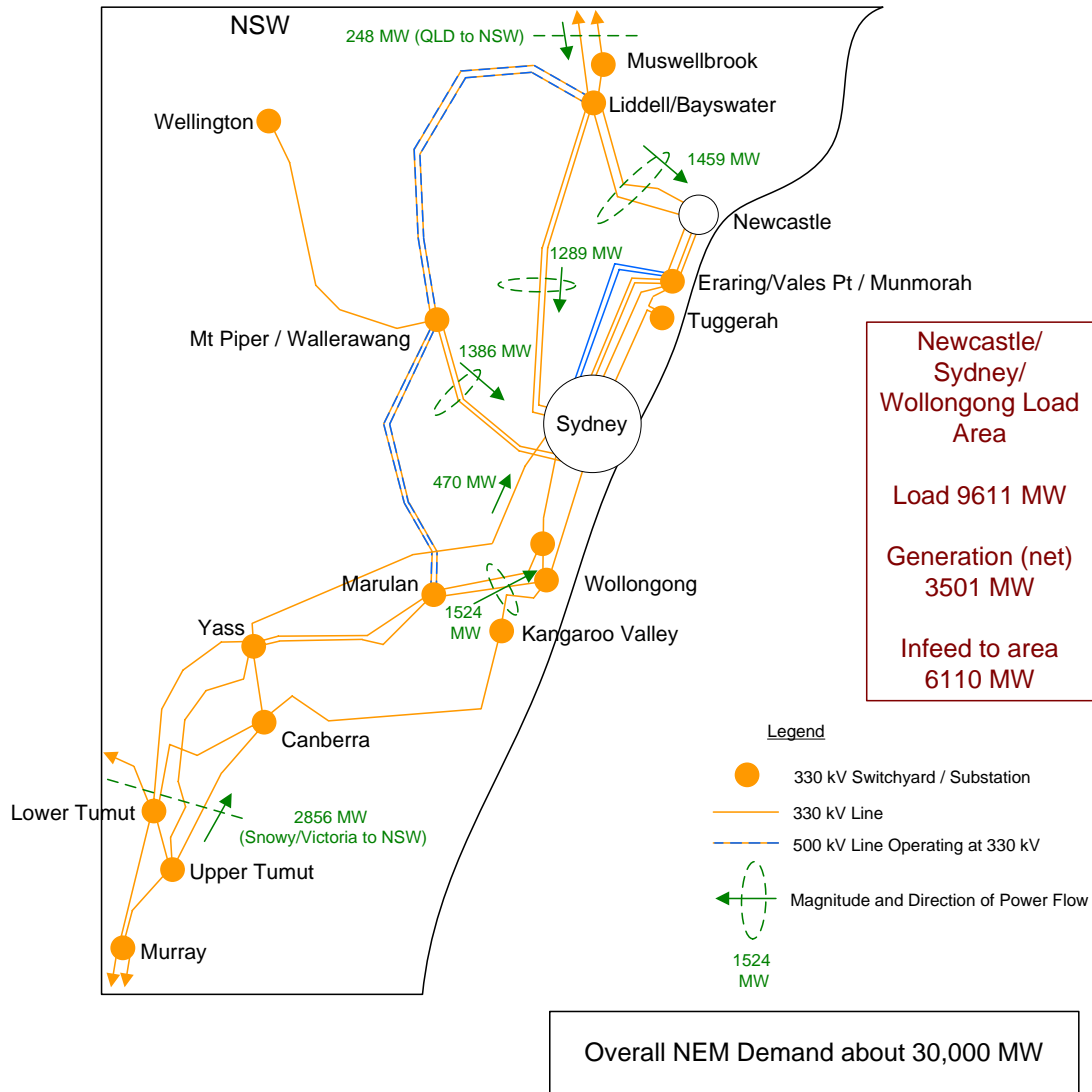 NSW
248 MW (QLD to NSW)
Muswellbrook
Liddell/Bayswater
Wellington
1459 MW
Newcastle
1289 MW
Eraring/Vales Pt / Munmorah
Tuggerah
Mt Piper / Wallerawang
1386 MW
Sydney
470 MW
Marulan
Wollongong
1524
MW
Kangaroo Valley
Yass
Canberra
Lower Tumut
2856 MW
(Snowy/Victoria to NSW)
Upper Tumut
Murray
Newcastle/
Sydney/
Wollongong Load
Area
Load 9611 MW
Generation (net)
3501 MW
Infeed to area
6110 MW
Legend
330 kV Switchyard / Substation
330 kV Line
500 kV Line Operating at 330 kV
Magnitude and Direction of Power Flow
1524
MW
Overall NEM Demand about 30,000 MW